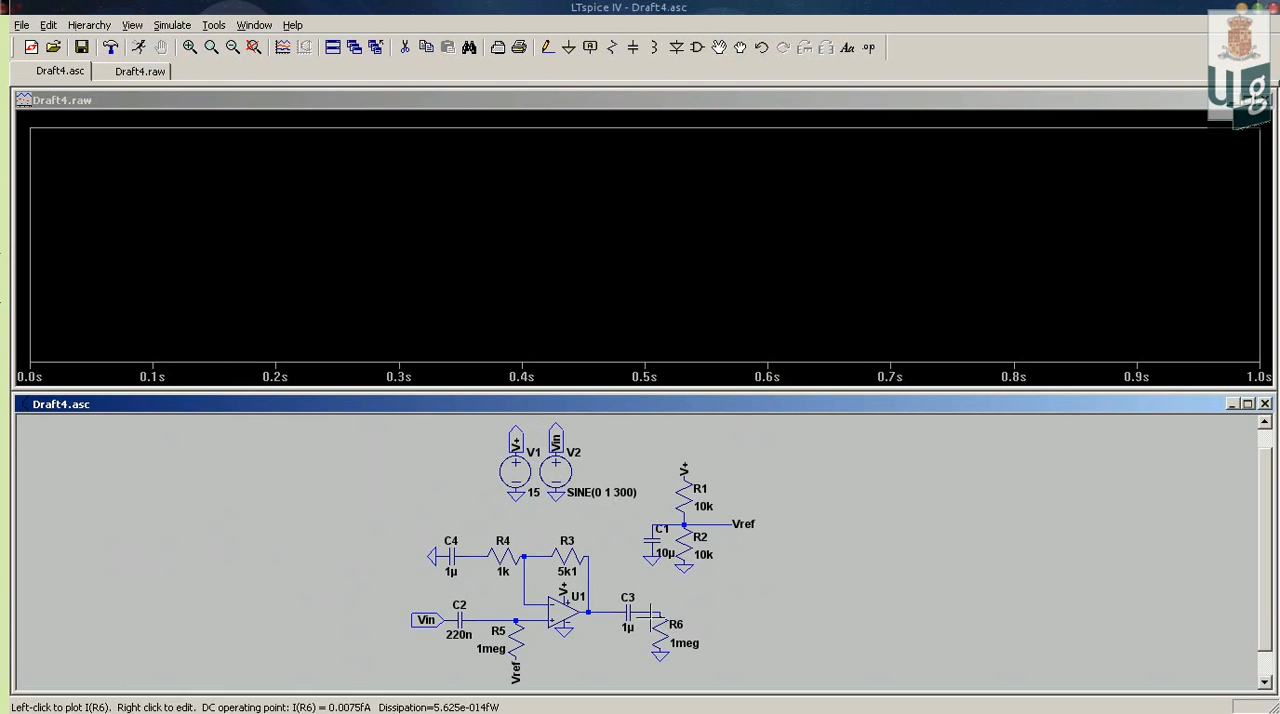 LTspice IV - Draft4.asc
File Edit Hierarchy View Simulate Tools Window Help
Draft4.asc Draft4.raw
Draft4.raw
0.0s 0.1s 0.2s 0.3s 0.4s 0.5s 0.6s 0.7s 0.8s 0.9s 1.0s
Draft4.asc
V+ Vin
V1 V2
15 SINE(0 1 300)
V+
R1
10k
Vref
C1 R2
10µ 10k
C4 R4 R3
1µ 1k 5k1
V+ U1
C2 C3
Vin
220n 1µ
R5 R6
1meg 1meg
Vref
Left-click to plot I(R6). Right click to edit. DC operating point: I(R6) = 0.0075fA Dissipation=5.625e-014fW
Ug
Aa .op